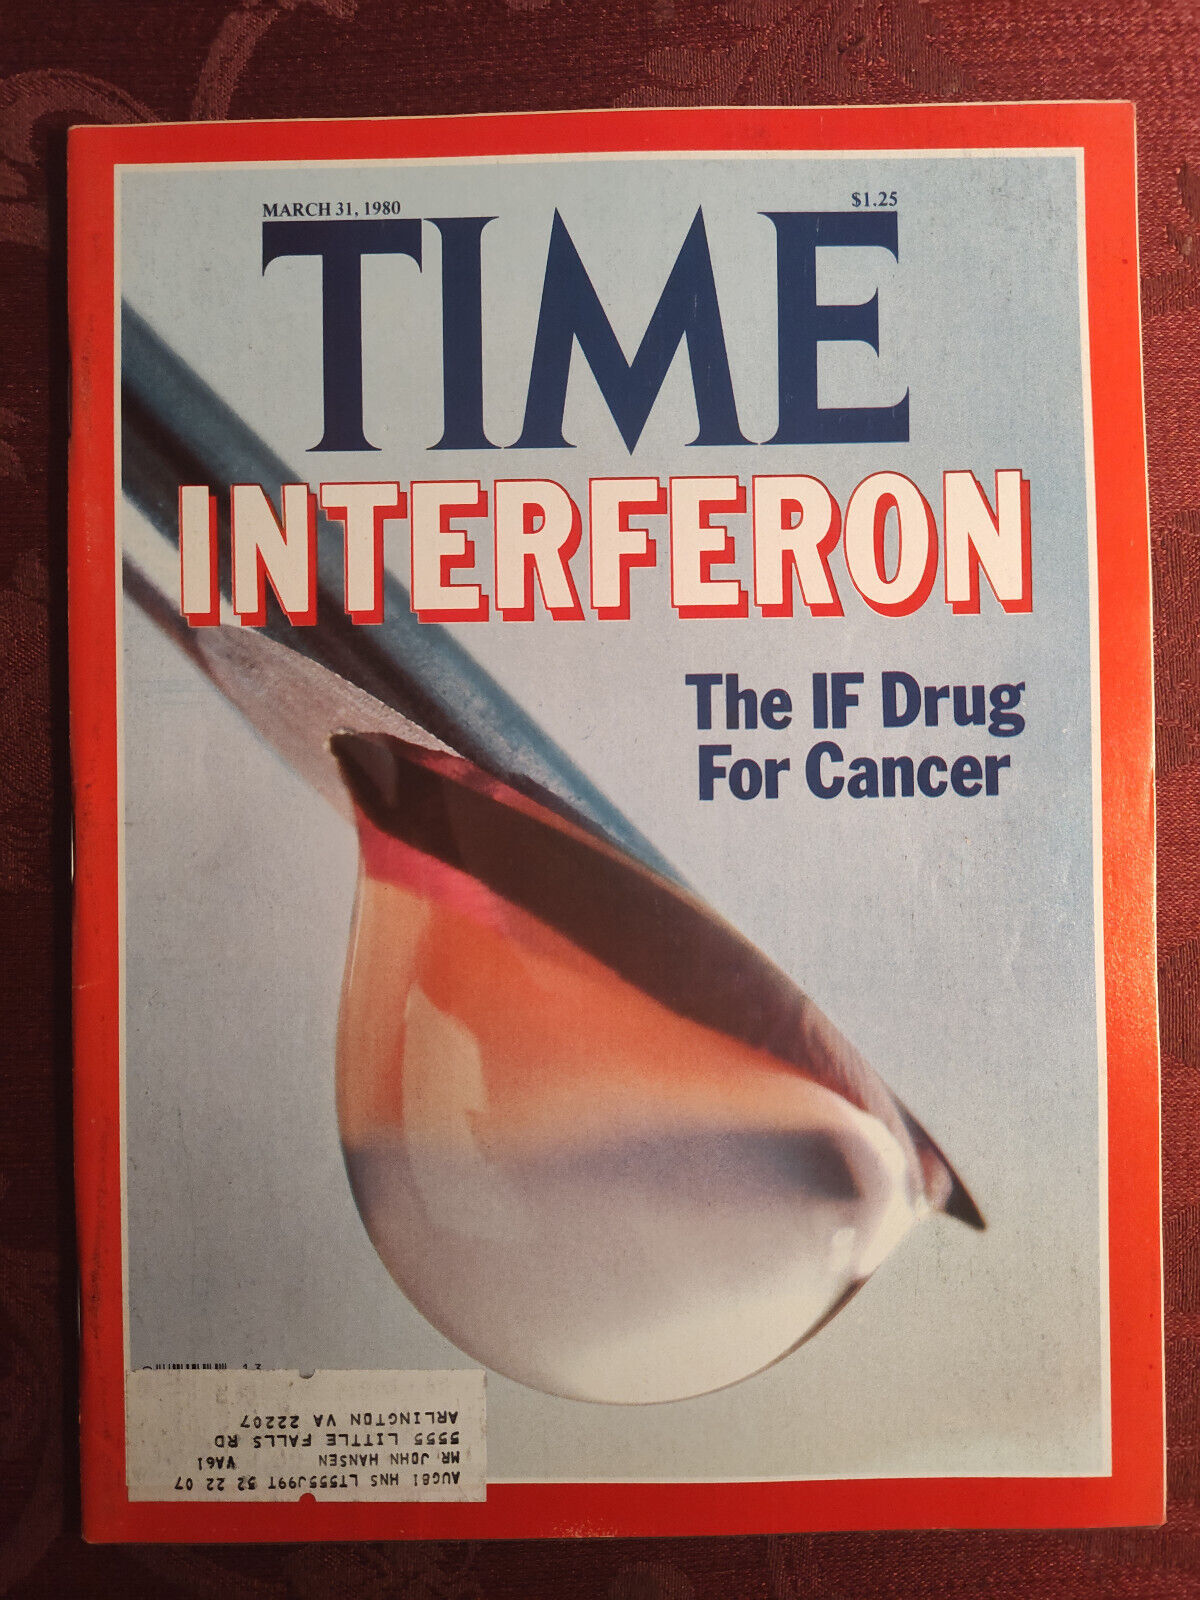 MARCH 31, 1980 $1.25
TIME
INTERFERON
The IF Drug
For Cancer
13
AUG81 HNS LT555J99T 52 22 07
MR. JOHN HANSEN VA61
5555 LITTLE FALLS RD
ARLINGTON VA 22207